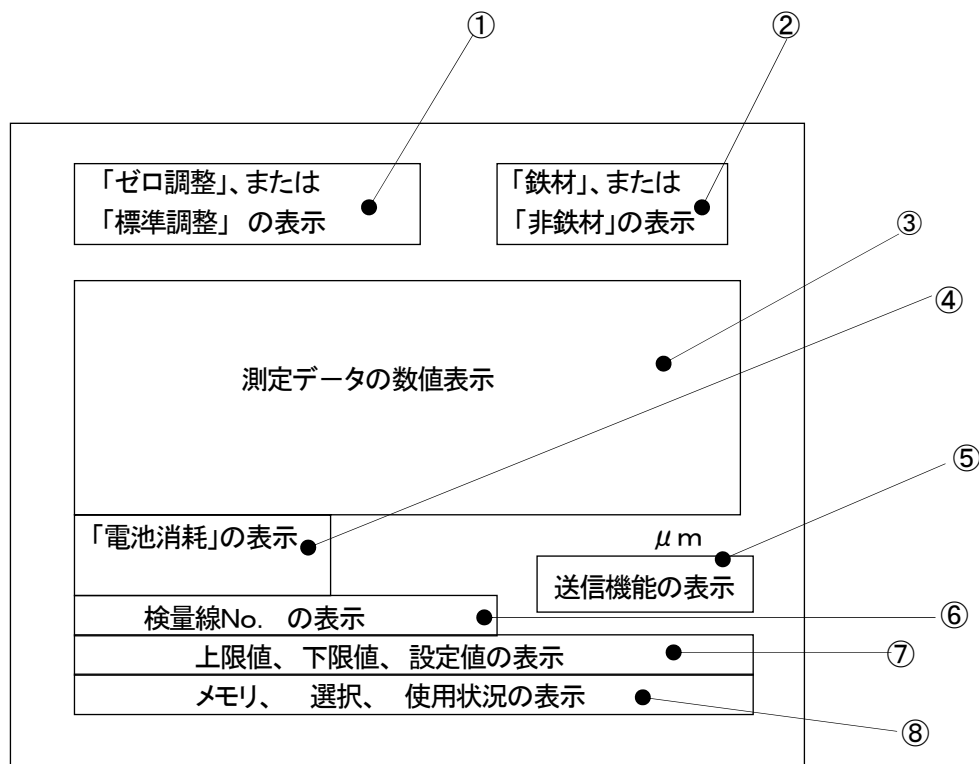 ①
②
「ゼロ調整」、または
「標準調整」 の表示
「鉄材」、または
「非鉄材」の表示
③
④
測定データの数値表示
⑤
「電池消耗」の表示
μm
送信機能の表示
⑥
検量線No. の表示
⑦
上限値、下限値、設定値の表示
⑧
メモリ、 選択、 使用状況の表示